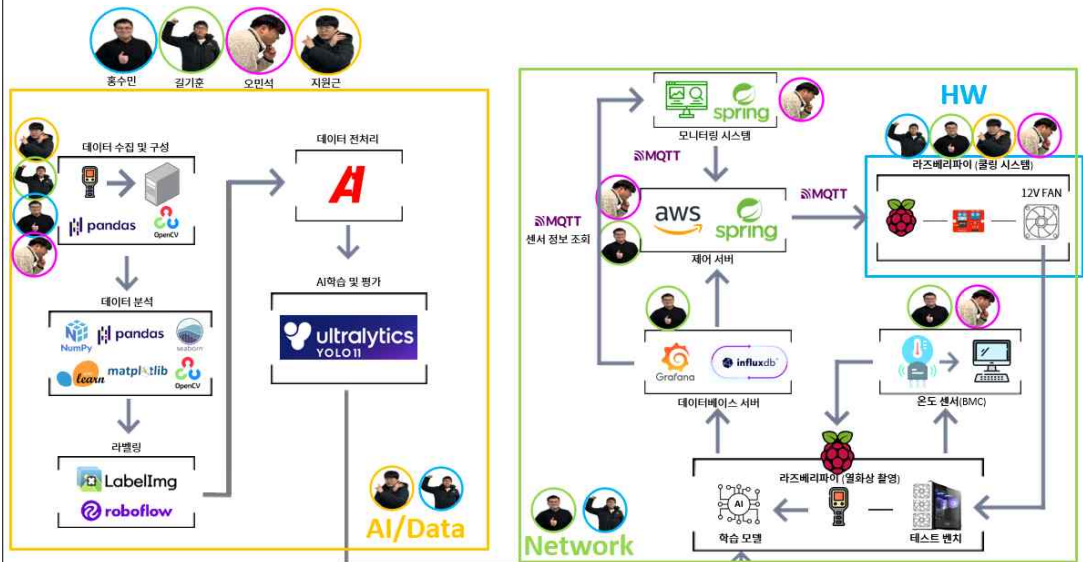 홍수민
길기훈
오민석
지원근
데이터 수집 및 구성
pandas
OpenCV
데이터 분석
NumPy
pandas
seaborn
learn
matplotlib
OpenCV
라벨링
LabelImg
roboflow
데이터 전처리
AI학습 및 평가
ultralytics
YOLO11
AI/Data
spring
모니터링 시스템
MQTT
MQTT
MQTT
센서 정보 조회
aws
spring
제어 서버
HW
라즈베리파이 (쿨링 시스템)
12V FAN
Grafana
influxdb
데이터베이스 서버
온도 센서(BMC)
라즈베리파이 (열화상 촬영)
AI
학습 모델
테스트 벤치
Network